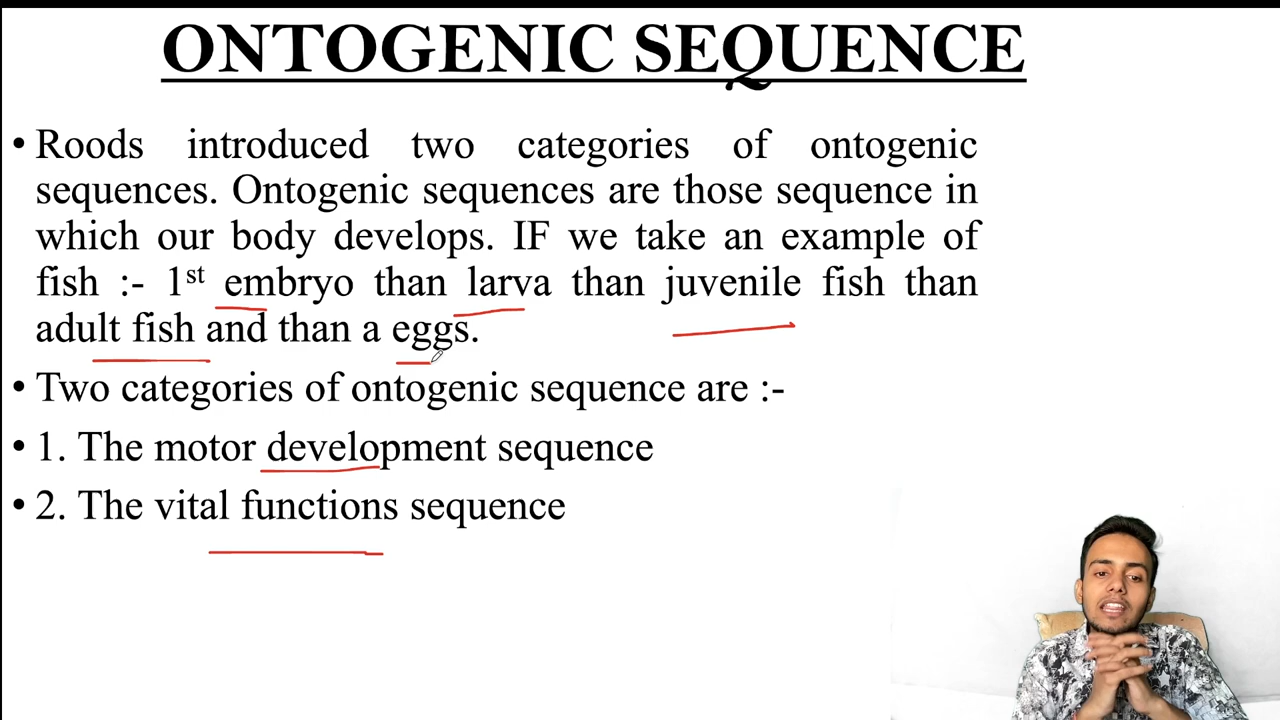 ONTOGENIC SEQUENCE
• Roods introduced two categories of ontogenic
sequences. Ontogenic sequences are those sequence in
which our body develops. IF we take an example of
fish :- 1st embryo than larva than juvenile fish than
adult fish and than a eggs.
• Two categories of ontogenic sequence are :-
• 1. The motor development sequence
• 2. The vital functions sequence